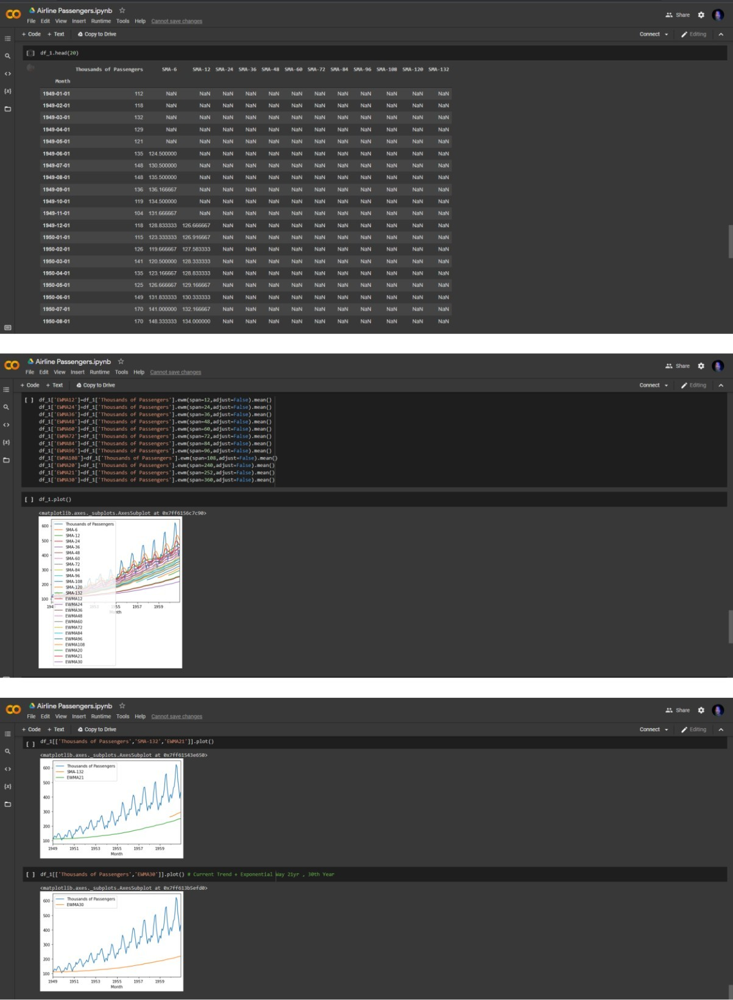 Airline Passengers.ipynb
File Edit View Insert Runtime Tools Help Cannot save changes
Share
+ Code + Text Copy to Drive
Connect Editing
[ ] df_1.head(20)
Thousands of Passengers SMA-6 SMA-12 SMA-24 SMA-36 SMA-48 SMA-60 SMA-72 SMA-84 SMA-96 SMA-108 SMA-120 SMA-132
Month
1949-01-01 112 NaN NaN NaN NaN NaN NaN NaN NaN NaN NaN NaN NaN
1949-02-01 118 NaN NaN NaN NaN NaN NaN NaN NaN NaN NaN NaN NaN
1949-03-01 132 NaN NaN NaN NaN NaN NaN NaN NaN NaN NaN NaN NaN
1949-04-01 129 NaN NaN NaN NaN NaN NaN NaN NaN NaN NaN NaN NaN
1949-05-01 121 NaN NaN NaN NaN NaN NaN NaN NaN NaN NaN NaN NaN
1949-06-01 135 124.500000 NaN NaN NaN NaN NaN NaN NaN NaN NaN NaN NaN
1949-07-01 148 130.500000 NaN NaN NaN NaN NaN NaN NaN NaN NaN NaN NaN
1949-08-01 148 135.500000 NaN NaN NaN NaN NaN NaN NaN NaN NaN NaN NaN
1949-09-01 136 136.166667 NaN NaN NaN NaN NaN NaN NaN NaN NaN NaN NaN
1949-10-01 119 134.500000 NaN NaN NaN NaN NaN NaN NaN NaN NaN NaN NaN
1949-11-01 104 131.666667 NaN NaN NaN NaN NaN NaN NaN NaN NaN NaN NaN
1949-12-01 118 128.833333 126.666667 NaN NaN NaN NaN NaN NaN NaN NaN NaN NaN
1950-01-01 115 123.333333 126.916667 NaN NaN NaN NaN NaN NaN NaN NaN NaN NaN
1950-02-01 126 119.666667 127.583333 NaN NaN NaN NaN NaN NaN NaN NaN NaN NaN
1950-03-01 141 120.500000 128.333333 NaN NaN NaN NaN NaN NaN NaN NaN NaN NaN
1950-04-01 135 123.166667 128.833333 NaN NaN NaN NaN NaN NaN NaN NaN NaN NaN
1950-05-01 125 126.666667 129.166667 NaN NaN NaN NaN NaN NaN NaN NaN NaN NaN
1950-06-01 149 131.833333 130.333333 NaN NaN NaN NaN NaN NaN NaN NaN NaN NaN
1950-07-01 170 141.000000 132.166667 NaN NaN NaN NaN NaN NaN NaN NaN NaN NaN
1950-08-01 170 148.333333 134.000000 NaN NaN NaN NaN NaN NaN NaN NaN NaN NaN
Airline Passengers.ipynb
File Edit View Insert Runtime Tools Help Cannot save changes
Share
+ Code + Text Copy to Drive
Connect Editing
[ ] df_1['EWMA12']=df_1['Thousands of Passengers'].ewm(span=12,adjust=False).mean()
df_1['EWMA24']=df_1['Thousands of Passengers'].ewm(span=24,adjust=False).mean()
df_1['EWMA36']=df_1['Thousands of Passengers'].ewm(span=36,adjust=False).mean()
df_1['EWMA48']=df_1['Thousands of Passengers'].ewm(span=48,adjust=False).mean()
df_1['EWMA60']=df_1['Thousands of Passengers'].ewm(span=60,adjust=False).mean()
df_1['EWMA72']=df_1['Thousands of Passengers'].ewm(span=72,adjust=False).mean()
df_1['EWMA84']=df_1['Thousands of Passengers'].ewm(span=84,adjust=False).mean()
df_1['EWMA96']=df_1['Thousands of Passengers'].ewm(span=96,adjust=False).mean()
df_1['EWMA108']=df_1['Thousands of Passengers'].ewm(span=108,adjust=False).mean()
df_1['EWMA20']=df_1['Thousands of Passengers'].ewm(span=240,adjust=False).mean()
df_1['EWMA21']=df_1['Thousands of Passengers'].ewm(span=252,adjust=False).mean()
df_1['EWMA30']=df_1['Thousands of Passengers'].ewm(span=360,adjust=False).mean()
[ ] df_1.plot()
<matplotlib.axes._subplots.AxesSubplot at 0x7ff6156c7c90>
Thousands of Passengers
SMA-6
SMA-12
SMA-24
SMA-36
SMA-48
SMA-60
SMA-72
SMA-84
SMA-96
SMA-108
SMA-120
SMA-132
EWMA12
EWMA24
EWMA36
EWMA48
EWMA60
EWMA72
EWMA84
EWMA96
EWMA108
EWMA20
EWMA21
EWMA30
600
500
400
300
200
100
1953 1957 1959
Airline Passengers.ipynb
File Edit View Insert Runtime Tools Help Cannot save changes
Share
+ Code + Text Copy to Drive
Connect Editing
[ ] df_1[['Thousands of Passengers','SMA-132','EWMA21']].plot()
<matplotlib.axes._subplots.AxesSubplot at 0x7ff61543e650>
Thousands of Passengers
SMA-132
EWMA21
600
500
400
300
200
100
1949 1951 1953 1955 1957 1959
Month
[ ] df_1[['Thousands of Passengers','EWMA30']].plot() # Current Trend + Exponential Way 21yr , 30th Year
<matplotlib.axes._subplots.AxesSubplot at 0x7ff613b5efd0>
Thousands of Passengers
EWMA30
600
500
400
300
200
100
1949 1951 1953 1955 1957 1959
Month